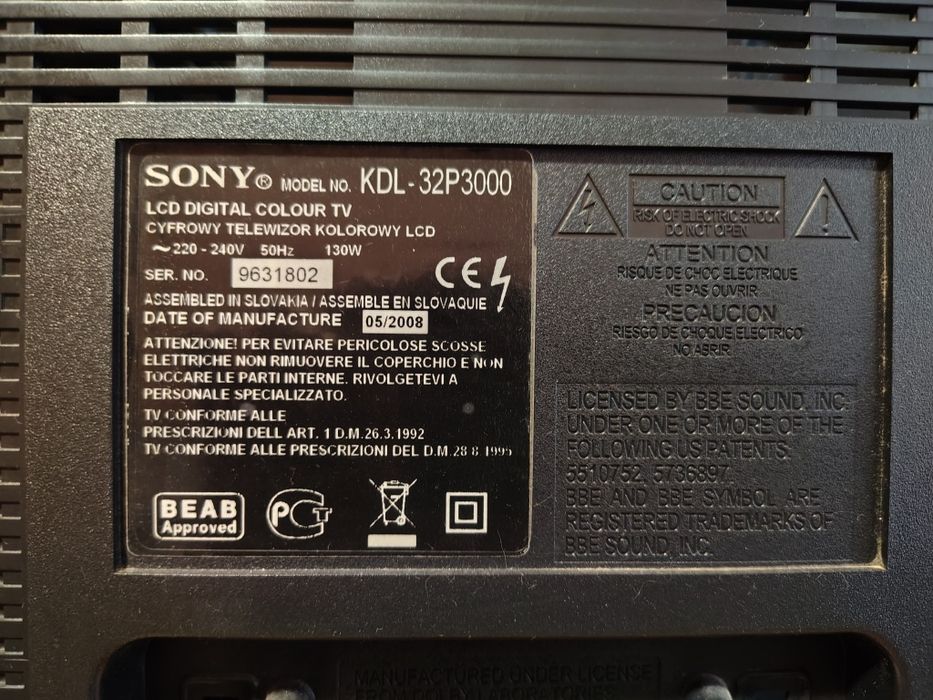 SONY® MODEL NO. KDL-32P3000
LCD DIGITAL COLOUR TV
CYFROWY TELEWIZOR KOLOROWY LCD
~220 - 240V 50Hz 130W
SER. NO. 9631802
CE
ASSEMBLED IN SLOVAKIA / ASSEMBLE EN SLOVAQUIE
DATE OF MANUFACTURE 05/2008
ATTENZIONE! PER EVITARE PERICOLOSE SCOSSE
ELETTRICHE NON RIMUOVERE IL COPERCHIO E NON
TOCCARE LE PARTI INTERNE. RIVOLGETEVI A
PERSONALE SPECIALIZZATO.
TV CONFORME ALLE
PRESCRIZIONI DELL ART. 1 D.M.26.3.1992
TV CONFORME ALLE PRESCRIZIONI DEL D.M.28 8 1995
BEAB
Approved
CAUTION
RISK OF ELECTRIC SHOCK
DO NOT OPEN
ATTENTION
RISQUE DE CHOC ELECTRIQUE
NE PAS OUVRIR
PRECAUCION
RIESGO DE CHOQUE ELECTRICO
NO ABRIR
LICENSED BY BBE SOUND, INC.
UNDER ONE OR MORE OF THE
FOLLOWING US PATENTS:
5510752, 5736897.
BBE AND BBE SYMBOL ARE
REGISTERED TRADEMARKS OF
BBE SOUND, INC.
MANUFACTURED UNDER LICENSE
FROM DOLBY LABORATORIES